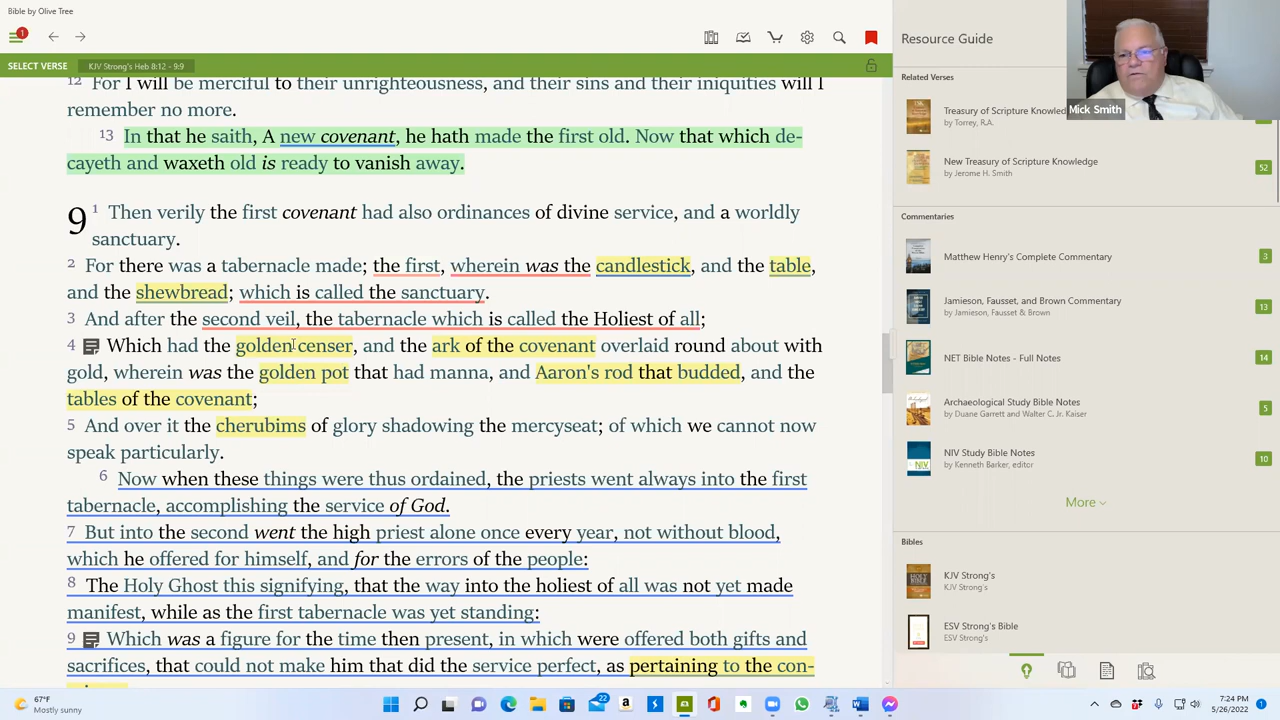 Bible by Olive Tree
1
SELECT VERSE
KJV Strong's Heb 8:12 - 9:9
12 For I will be merciful to their unrighteousness, and their sins and their iniquities will I
remember no more.
13 In that he saith, A new covenant, he hath made the first old. Now that which de-
cayeth and waxeth old is ready to vanish away.
9 1 Then verily the first covenant had also ordinances of divine service, and a worldly
sanctuary.
2 For there was a tabernacle made; the first, wherein was the candlestick, and the table,
and the shewbread; which is called the sanctuary.
3 And after the second veil, the tabernacle which is called the Holiest of all;
4 Which had the golden censer, and the ark of the covenant overlaid round about with
gold, wherein was the golden pot that had manna, and Aaron's rod that budded, and the
tables of the covenant;
5 And over it the cherubims of glory shadowing the mercyseat; of which we cannot now
speak particularly.
6 Now when these things were thus ordained, the priests went always into the first
tabernacle, accomplishing the service of God.
7 But into the second went the high priest alone once every year, not without blood,
which he offered for himself, and for the errors of the people:
8 The Holy Ghost this signifying, that the way into the holiest of all was not yet made
manifest, while as the first tabernacle was yet standing:
9 Which was a figure for the time then present, in which were offered both gifts and
sacrifices, that could not make him that did the service perfect, as pertaining to the con-
Resource Guide
Mick Smith
Related Verses
Treasury of Scripture Knowled
by Torrey, R.A.
New Treasury of Scripture Knowledge
by Jerome H. Smith
52
Commentaries
Matthew Henry's Complete Commentary
3
Jamieson, Fausset, and Brown Commentary
by Jamieson, Fausset & Brown
13
NET Bible Notes - Full Notes
14
Archaeological Study Bible Notes
by Duane Garrett and Walter C. Jr. Kaiser
5
NIV Study Bible Notes
by Kenneth Barker, editor
10
More
Bibles
KJV Strong's
KJV Strong's
ESV Strong's Bible
ESV Strong's
67°F
Mostly sunny
22
7:24 PM
5/26/2022